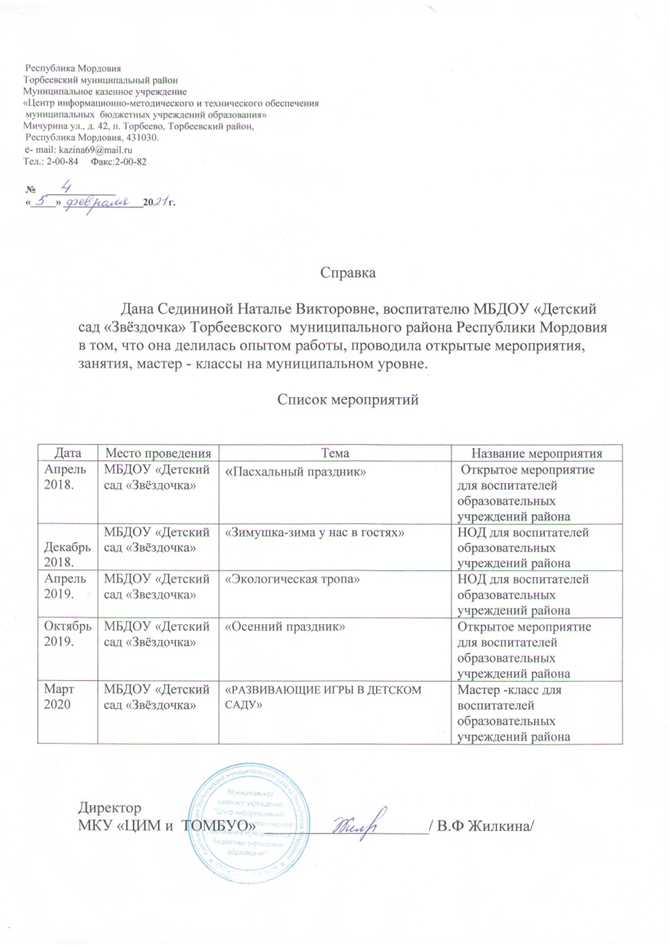 Республика Мордовия
Торбеевский муниципальный район
Муниципальное казенное учреждение
«Центр информационно-методического и технического обеспечения
муниципальных бюджетных учреждений образования»
Мичурина ул., д. 42, п. Торбеево, Торбеевский район,
Республика Мордовия, 431030.
е- mail: kazina69@mail.ru
Тел.: 2-00-84 Факс:2-00-82
№ 4
«5» февраля 2021г.
Справка
Дана Седининой Наталье Викторовне, воспитателю МБДОУ «Детский
сад «Звёздочка» Торбеевского муниципального района Республики Мордовия
в том, что она делилась опытом работы, проводила открытые мероприятия,
занятия, мастер - классы на муниципальном уровне.
Список мероприятий
Дата Место проведения Тема Название мероприятия
Апрель МБДОУ «Детский «Пасхальный праздник» Открытое мероприятие
2018. сад «Звёздочка» для воспитателей
образовательных
учреждений района
МБДОУ «Детский «Зимушка-зима у нас в гостях» НОД для воспитателей
Декабрь сад «Звёздочка» образовательных
2018. учреждений района
Апрель МБДОУ «Детский «Экологическая тропа» НОД для воспитателей
2019. сад «Звездочка» образовательных
учреждений района
Октябрь МБДОУ «Детский «Осенний праздник» Открытое мероприятие
2019. сад «Звёздочка» для воспитателей
образовательных
учреждений района
Март МБДОУ «Детский «РАЗВИВАЮЩИЕ ИГРЫ В ДЕТСКОМ Мастер -класс для
2020 сад «Звёздочка» САДУ» воспитателей
образовательных
учреждений района
Директор
МКУ «ЦИМ и ТОМБУО» / В.Ф Жилкина/